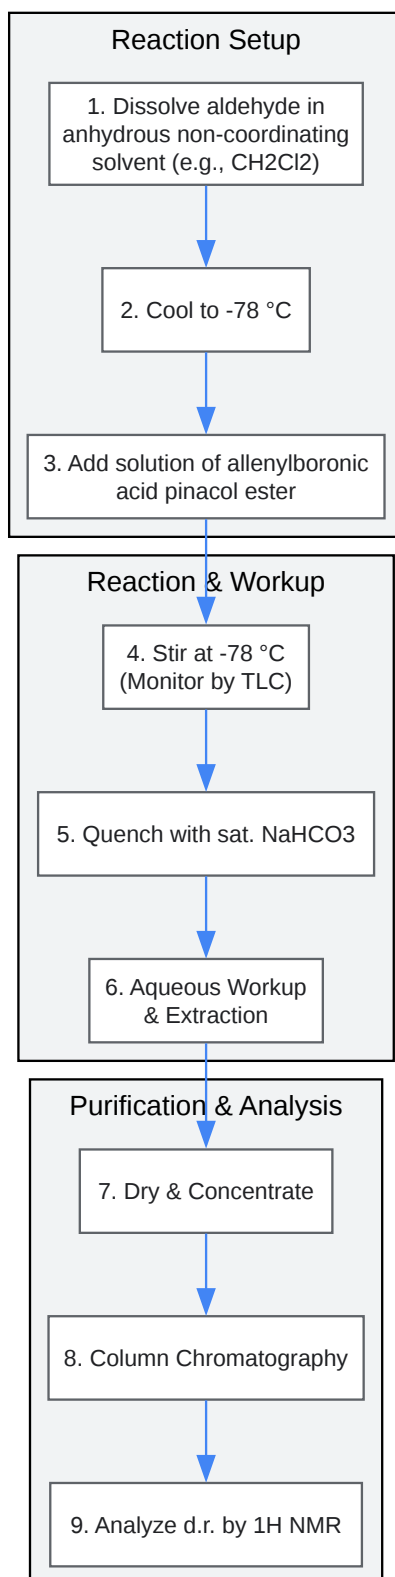 Reaction Setup
1. Dissolve aldehyde in
anhydrous non-coordinating
solvent (e.g., CH2Cl2)
2. Cool to -78 °C
3. Add solution of allenylboronic
acid pinacol ester
Reaction & Workup
4. Stir at -78 °C
(Monitor by TLC)
5. Quench with sat. NaHCO3
6. Aqueous Workup
& Extraction
Purification & Analysis
7. Dry & Concentrate
8. Column Chromatography
9. Analyze d.r. by 1H NMR